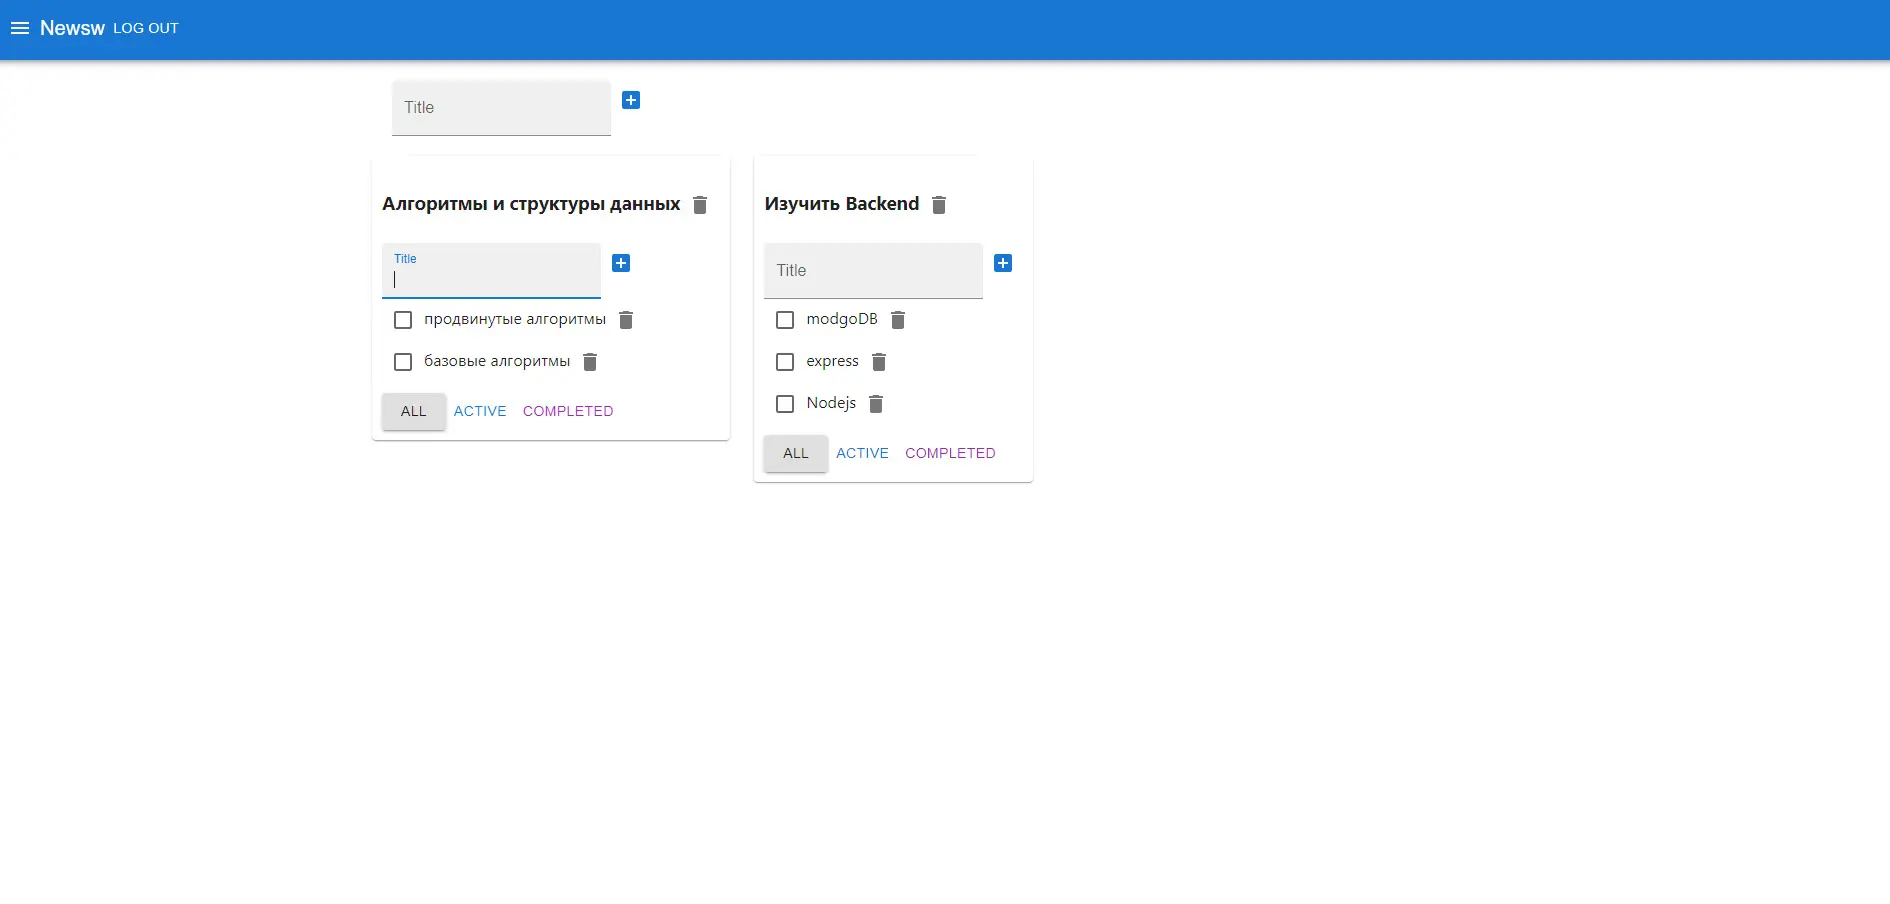 Newsw LOG OUT
Title
Алгоритмы и структуры данных
Title
продвинутые алгоритмы
базовые алгоритмы
ALL ACTIVE COMPLETED
Изучить Backend
Title
modgoDB
express
Nodejs
ALL ACTIVE COMPLETED